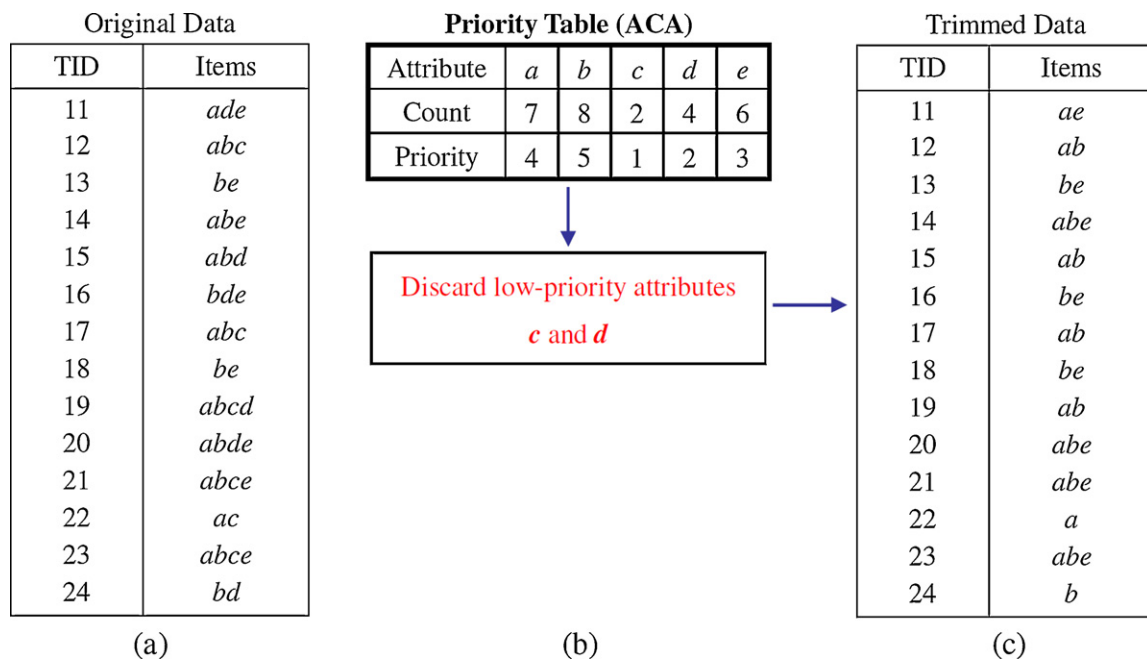 Original Data
TID Items
11 ade
12 abc
13 be
14 abe
15 abd
16 bde
17 abc
18 be
19 abcd
20 abde
21 abce
22 ac
23 abce
24 bd
(a)
Priority Table (ACA)
Attribute a b c d e
Count 7 8 2 4 6
Priority 4 5 1 2 3
Discard low-priority attributes
c and d
(b)
Trimmed Data
TID Items
11 ae
12 ab
13 be
14 abe
15 ab
16 be
17 ab
18 be
19 ab
20 abe
21 abe
22 a
23 abe
24 b
(c)